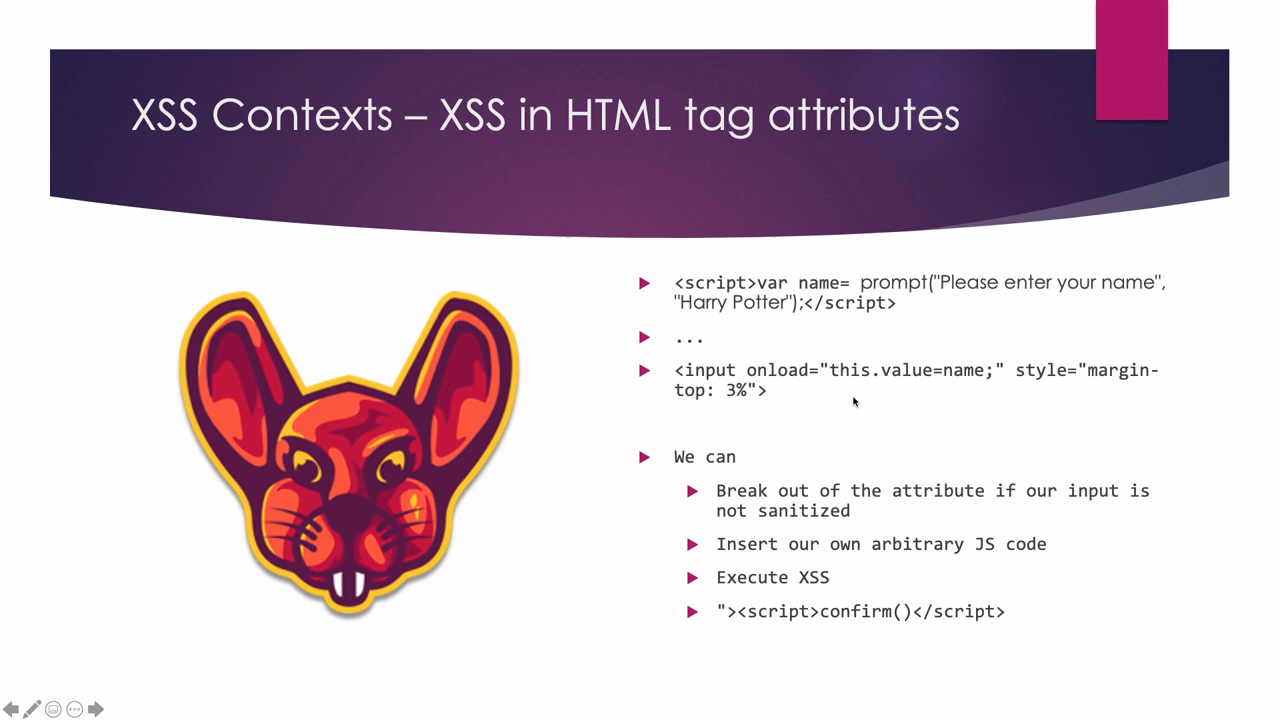 XSS Contexts – XSS in HTML tag attributes
<script>var name= prompt("Please enter your name",
"Harry Potter");</script>
...
<input onload="this.value=name;" style="margin-
top: 3%">
We can
Break out of the attribute if our input is
not sanitized
Insert our own arbitrary JS code
Execute XSS
"><script>confirm()</script>